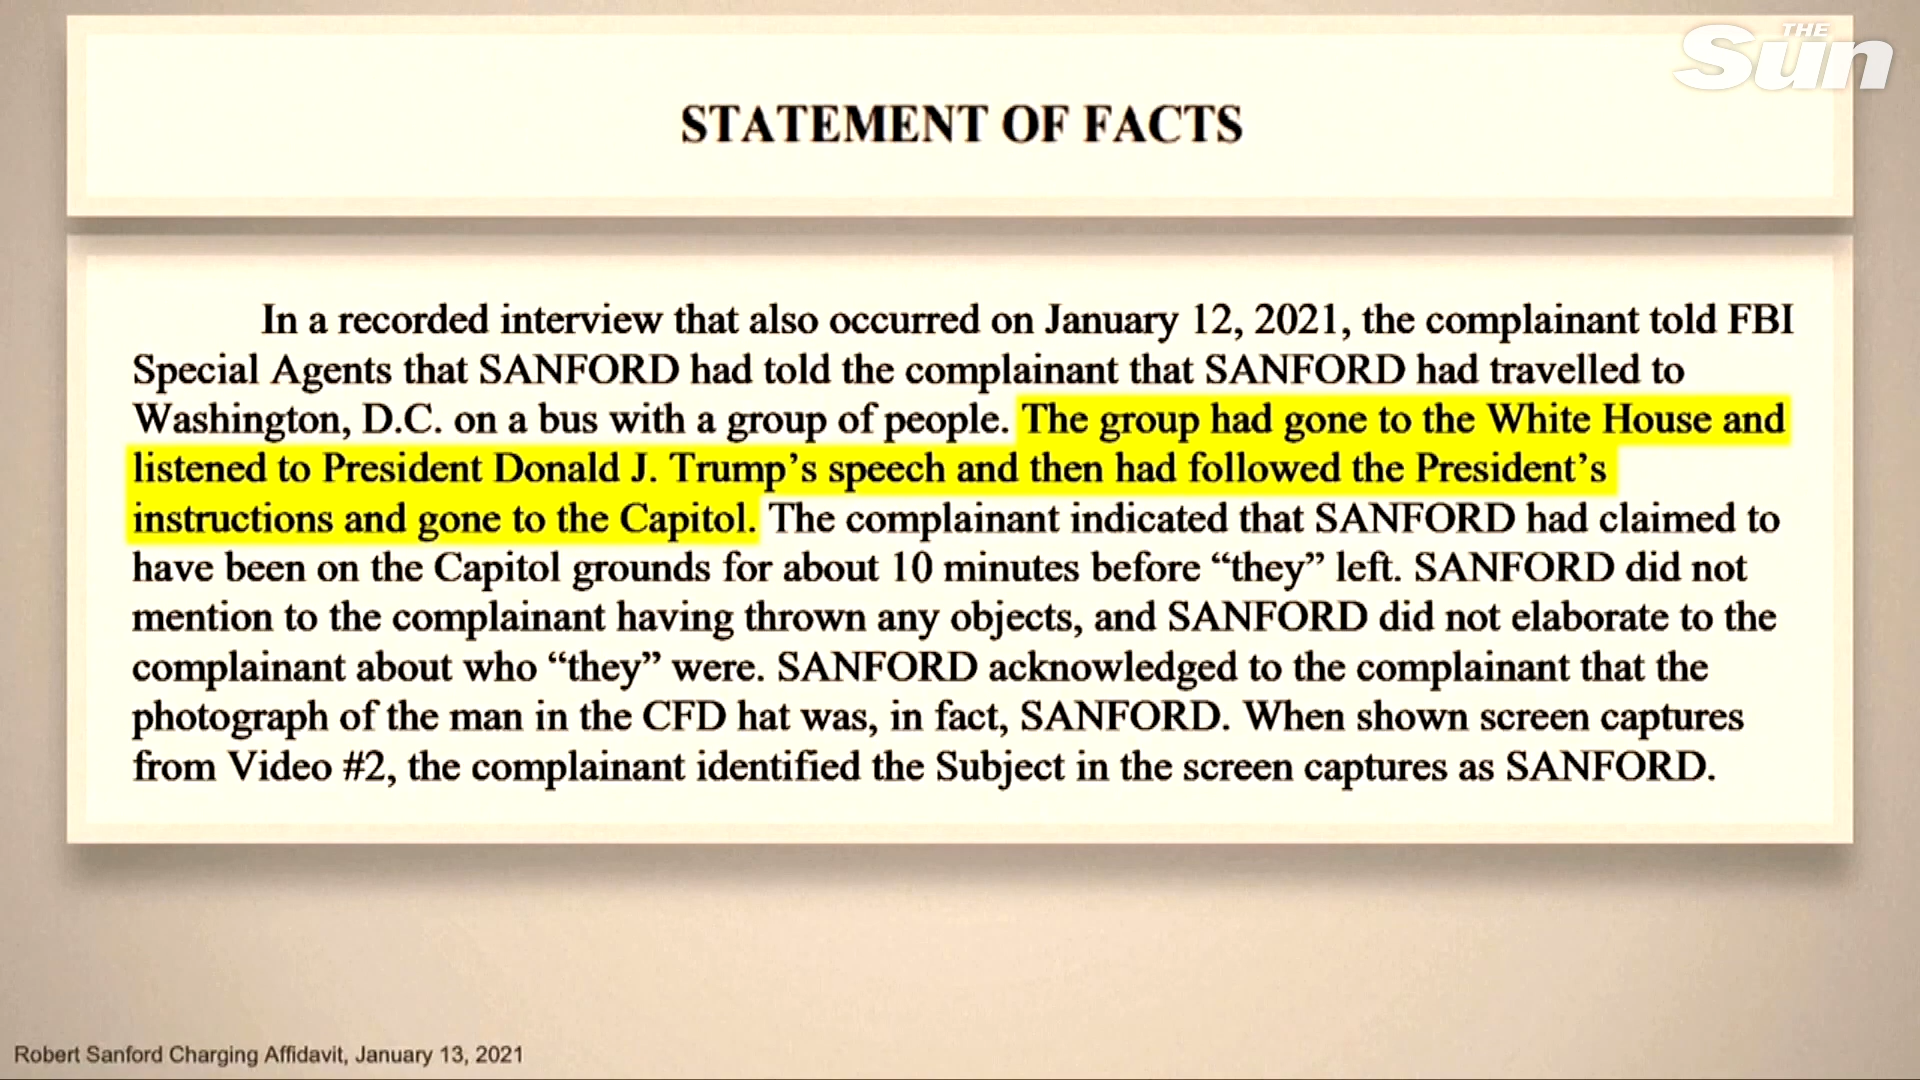 THE
Sun
STATEMENT OF FACTS
In a recorded interview that also occurred on January 12, 2021, the complainant told FBI
Special Agents that SANFORD had told the complainant that SANFORD had travelled to
Washington, D.C. on a bus with a group of people. The group had gone to the White House and
listened to President Donald J. Trump’s speech and then had followed the President’s
instructions and gone to the Capitol. The complainant indicated that SANFORD had claimed to
have been on the Capitol grounds for about 10 minutes before “they” left. SANFORD did not
mention to the complainant having thrown any objects, and SANFORD did not elaborate to the
complainant about who “they” were. SANFORD acknowledged to the complainant that the
photograph of the man in the CFD hat was, in fact, SANFORD. When shown screen captures
from Video #2, the complainant identified the Subject in the screen captures as SANFORD.
Robert Sanford Charging Affidavit, January 13, 2021